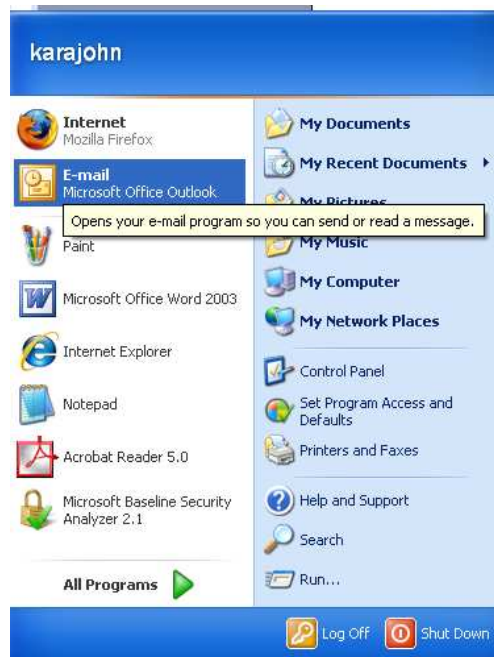 karajohn
Internet
Mozilla Firefox
E-mail
Microsoft Office Outlook
Opens your e-mail program so you can send or read a message.
Paint
Microsoft Office Word 2003
Internet Explorer
Notepad
Acrobat Reader 5.0
Microsoft Baseline Security
Analyzer 2.1
All Programs
My Documents
My Recent Documents
My Pictures
My Music
My Computer
My Network Places
Control Panel
Set Program Access and
Defaults
Printers and Faxes
Help and Support
Search
Run...
Log Off
Shut Down